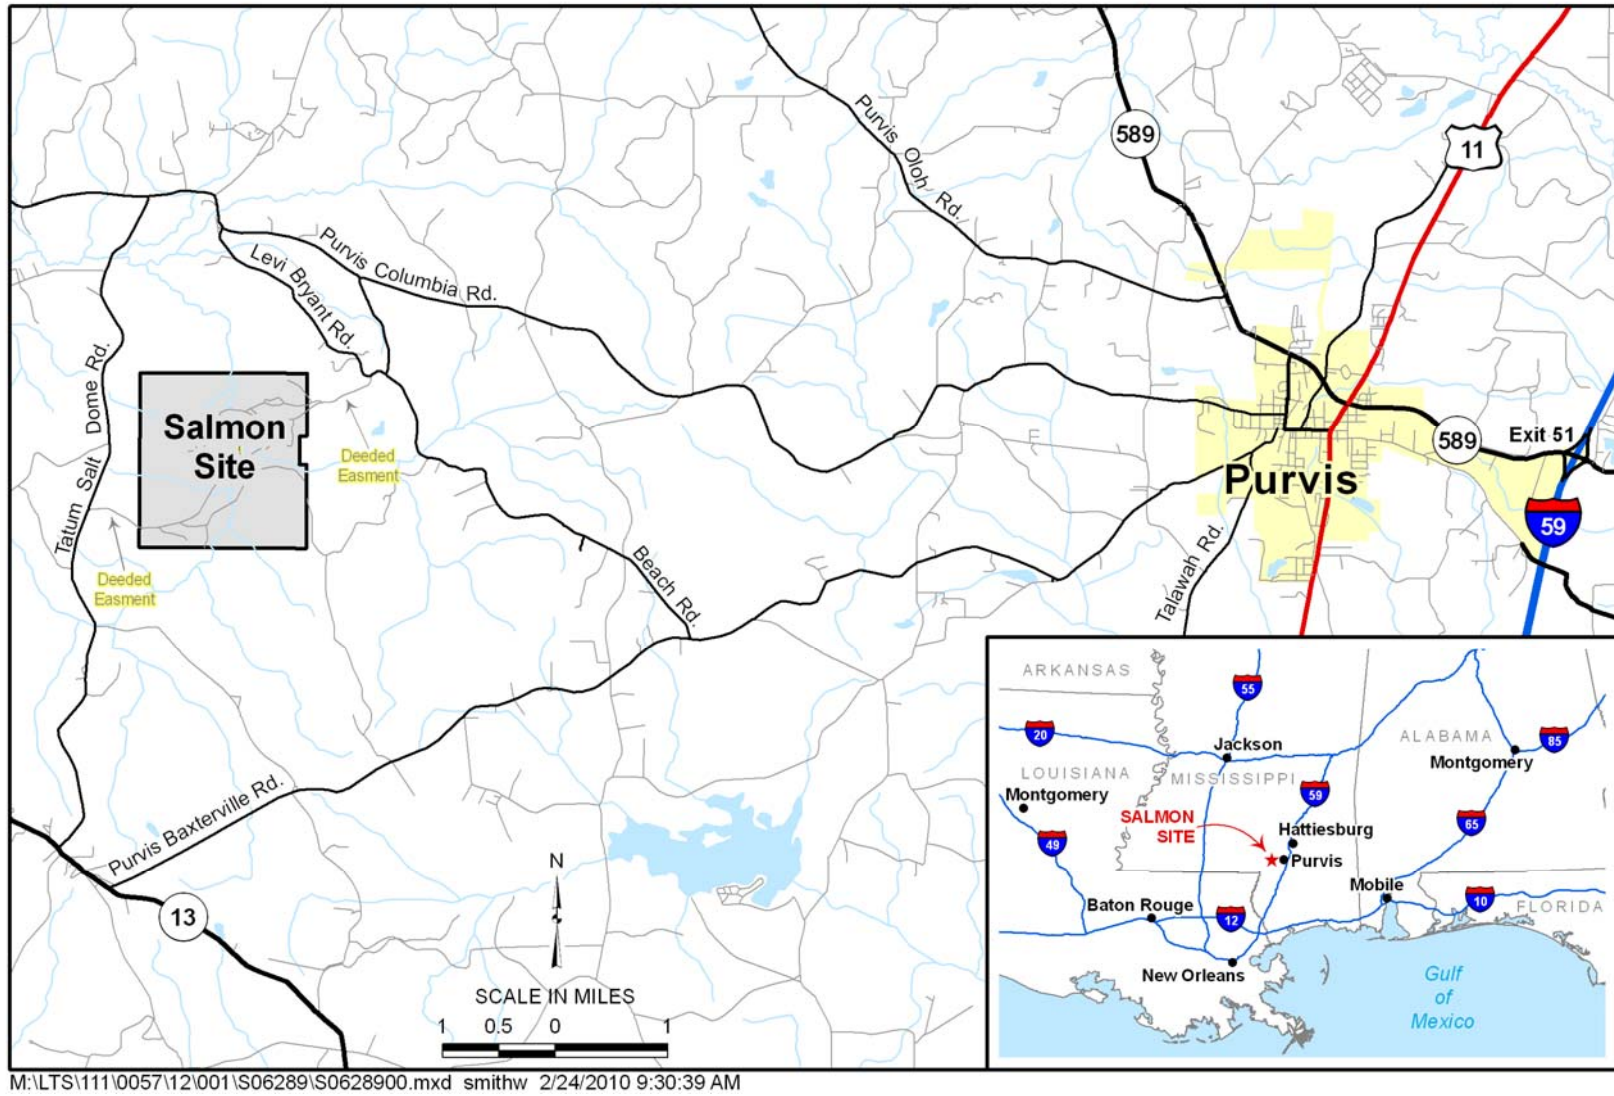 589
11
Purvis Oloh Rd.
Purvis Columbia Rd.
Levi Bryant Rd.
Tatum Salt Dome Rd.
Salmon
Site
Deeded
Easment
Deeded
Easment
589
Exit 51
Purvis
59
Beach Rd.
Talawah Rd.
Purvis Baxterville Rd.
13
N
SCALE IN MILES
1 0.5 0 1
ARKANSAS
55
20
ALABAMA
85
Jackson
Montgomery
LOUISIANA
MISSISSIPPI
Montgomery
59
SALMON
SITE
65
49
Hattiesburg
Purvis
Mobile
10
Baton Rouge
12
FLORIDA
New Orleans
Gulf
of
Mexico
M:\LTS\111\0057\12\001\S06289\S0628900.mxd smithw 2/24/2010 9:30:39 AM